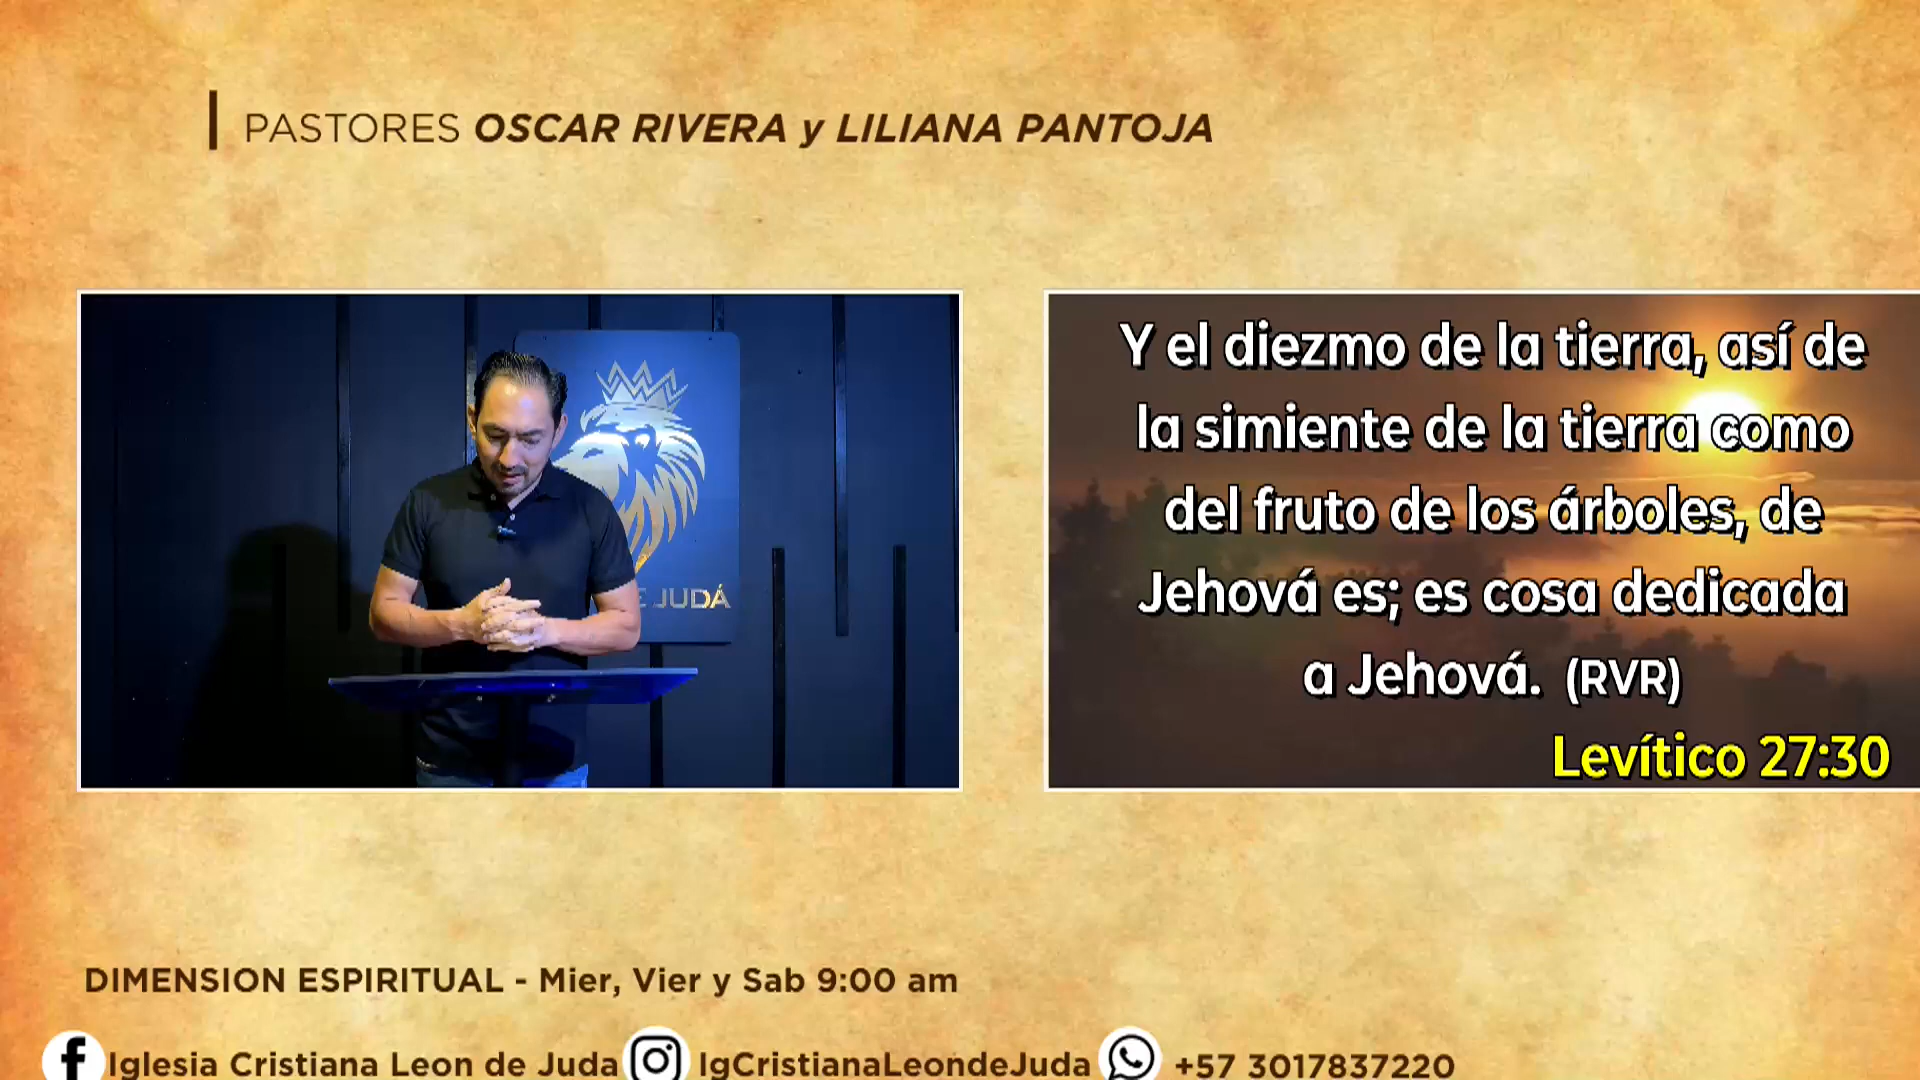 PASTORES OSCAR RIVERA y LILIANA PANTOJA
E JUDÁ
Y el diezmo de la tierra, así de
la simiente de la tierra como
del fruto de los árboles, de
Jehová es; es cosa dedicada
a Jehová. (RVR)
Levítico 27:30
DIMENSION ESPIRITUAL - Mier, Vier y Sab 9:00 am
Iglesia Cristiana Leon de Juda IgCristianaLeondeJuda +57 3017837220